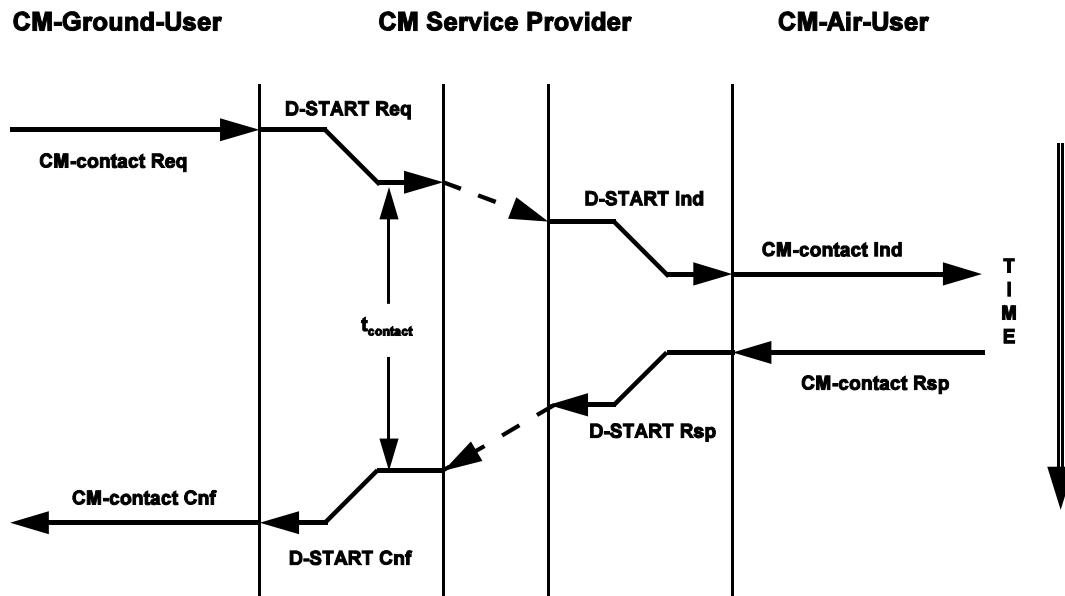 CM-Ground-User
CM Service Provider
CM-Air-User
D-START Req
CM-contact Req
D-START Ind
CM-contact Ind
T
I
M
E
tcontact
CM-contact Rsp
D-START Rsp
CM-contact Cnf
D-START Cnf